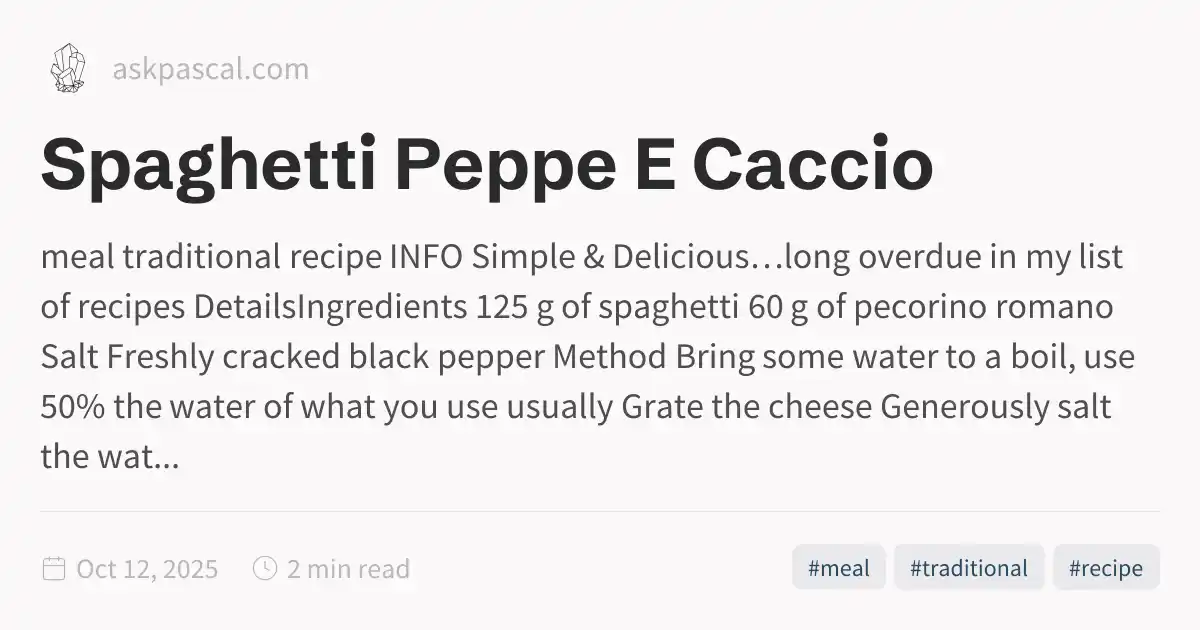 askpascal.com
Spaghetti Peppe E Caccio
meal traditional recipe INFO Simple & Delicious…long overdue in my list
of recipes DetailsIngredients 125 g of spaghetti 60 g of pecorino romano
Salt Freshly cracked black pepper Method Bring some water to a boil, use
50% the water of what you use usually Grate the cheese Generously salt
the wat...
Oct 12, 2025 2 min read #meal #traditional #recipe